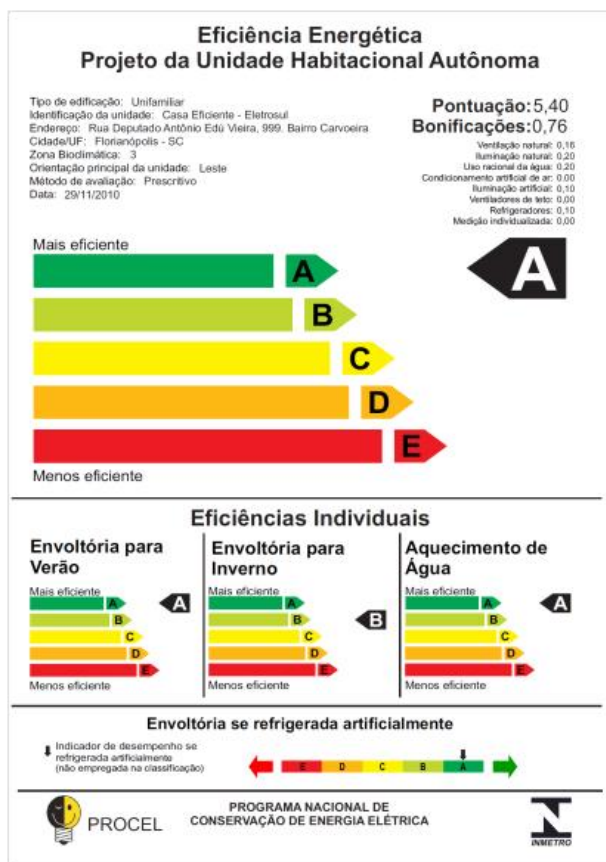 Eficiência Energética
Projeto da Unidade Habitacional Autônoma
Tipo de edificação: Unifamiliar
Identificação da unidade: Casa Eficiente - Eletrosul
Endereço: Rua Deputado Antônio Edú Vieira, 999. Bairro Carvoeira
Cidade/UF: Florianópolis - SC
Zona Bioclimática: 3
Orientação principal da unidade: Leste
Método de avaliação: Prescritivo
Data: 29/11/2010
Pontuação:5,40
Bonificações:0,76
Ventilação natural: 0,16
Iluminação natural: 0,20
Uso racional da água: 0,20
Condicionamento artificial de ar: 0.00
Iluminação artificial: 0,10
Ventiladores de teto: 0,00
Refrigeradores: 0,10
Medição individualizada: 0,00
Mais eficiente
A
A
B
C
D
E
Menos eficiente
Eficiências Individuais
Envoltória para
Verão
Mais eficiente
A
A
B
C
D
E
Menos eficiente
Envoltória para
Inverno
Mais eficiente
A
B
B
C
D
E
Menos eficiente
Aquecimento de
Água
Mais eficiente
A
A
B
C
D
E
Menos eficiente
Envoltória se refrigerada artificialmente
Indicador de desempenho se
refrigerada artificialmente
(não empregada na classificação)
E D C B A
PROCEL
PROGRAMA NACIONAL DE
CONSERVAÇÃO DE ENERGIA ELÉTRICA
INMETRO